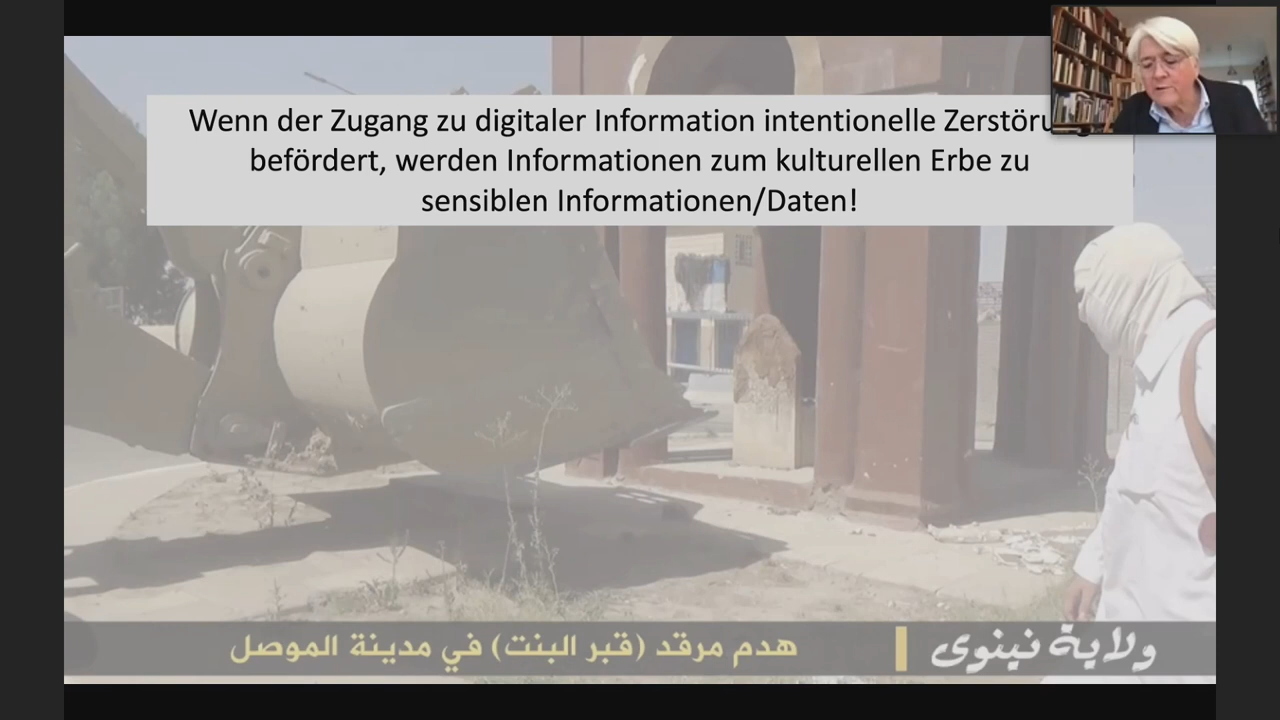 Wenn der Zugang zu digitaler Information intentionelle Zerstörung
befördert, werden Informationen zum kulturellen Erbe zu
sensiblen Informationen/Daten!
ولاية نينوى
هدم مرقد (قبر البنت) في مدينة الموصل